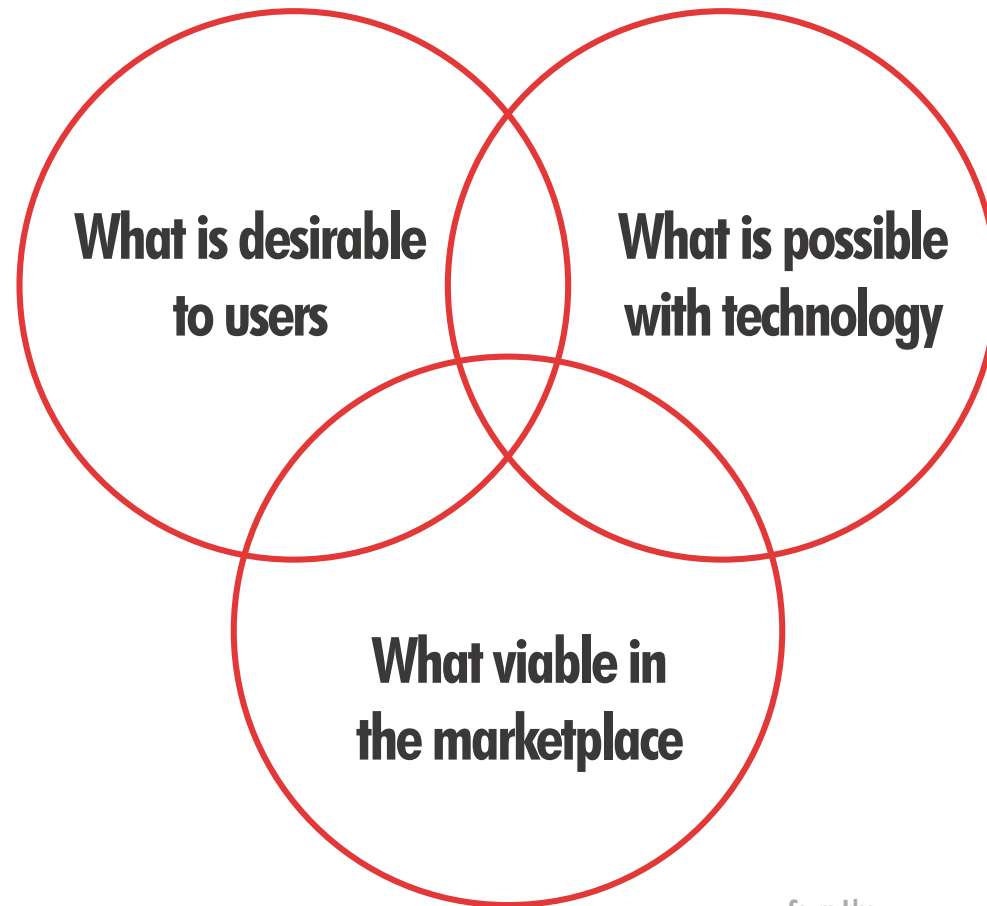 What is desirable
to users
What is possible
with technology
What viable in
the marketplace